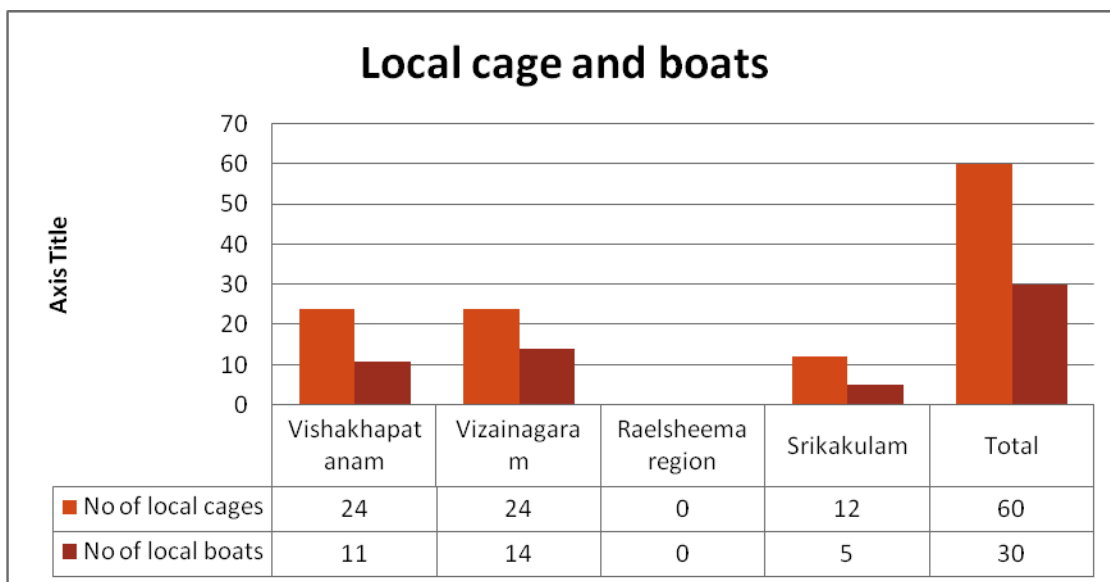 Local cage and boats
Axis Title
70
60
50
40
30
20
10
0
Vishakhapat
anam
Vizainagara
m
Raelsheema
region
Srikakulam
Total
No of local cages 24 24 0 12 60
No of local boats 11 14 0 5 30